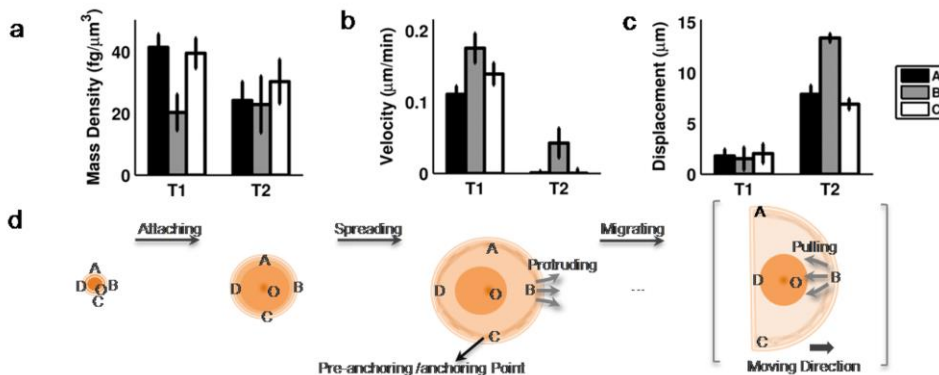 a
Mass Density (fg/μm³)
40
20
0
T1 T2
b
Velocity (μm/min)
0.2
0.1
0
T1 T2
c
Displacement (μm)
15
10
5
0
T1 T2
A
B
C
d
Attaching
Spreading
Migrating
A
D O B
C
A
D O B
C
A
Protruding
D O B
C
...
A
Pulling
D O B
C
Pre-anchoring /anchoring Point
Moving Direction